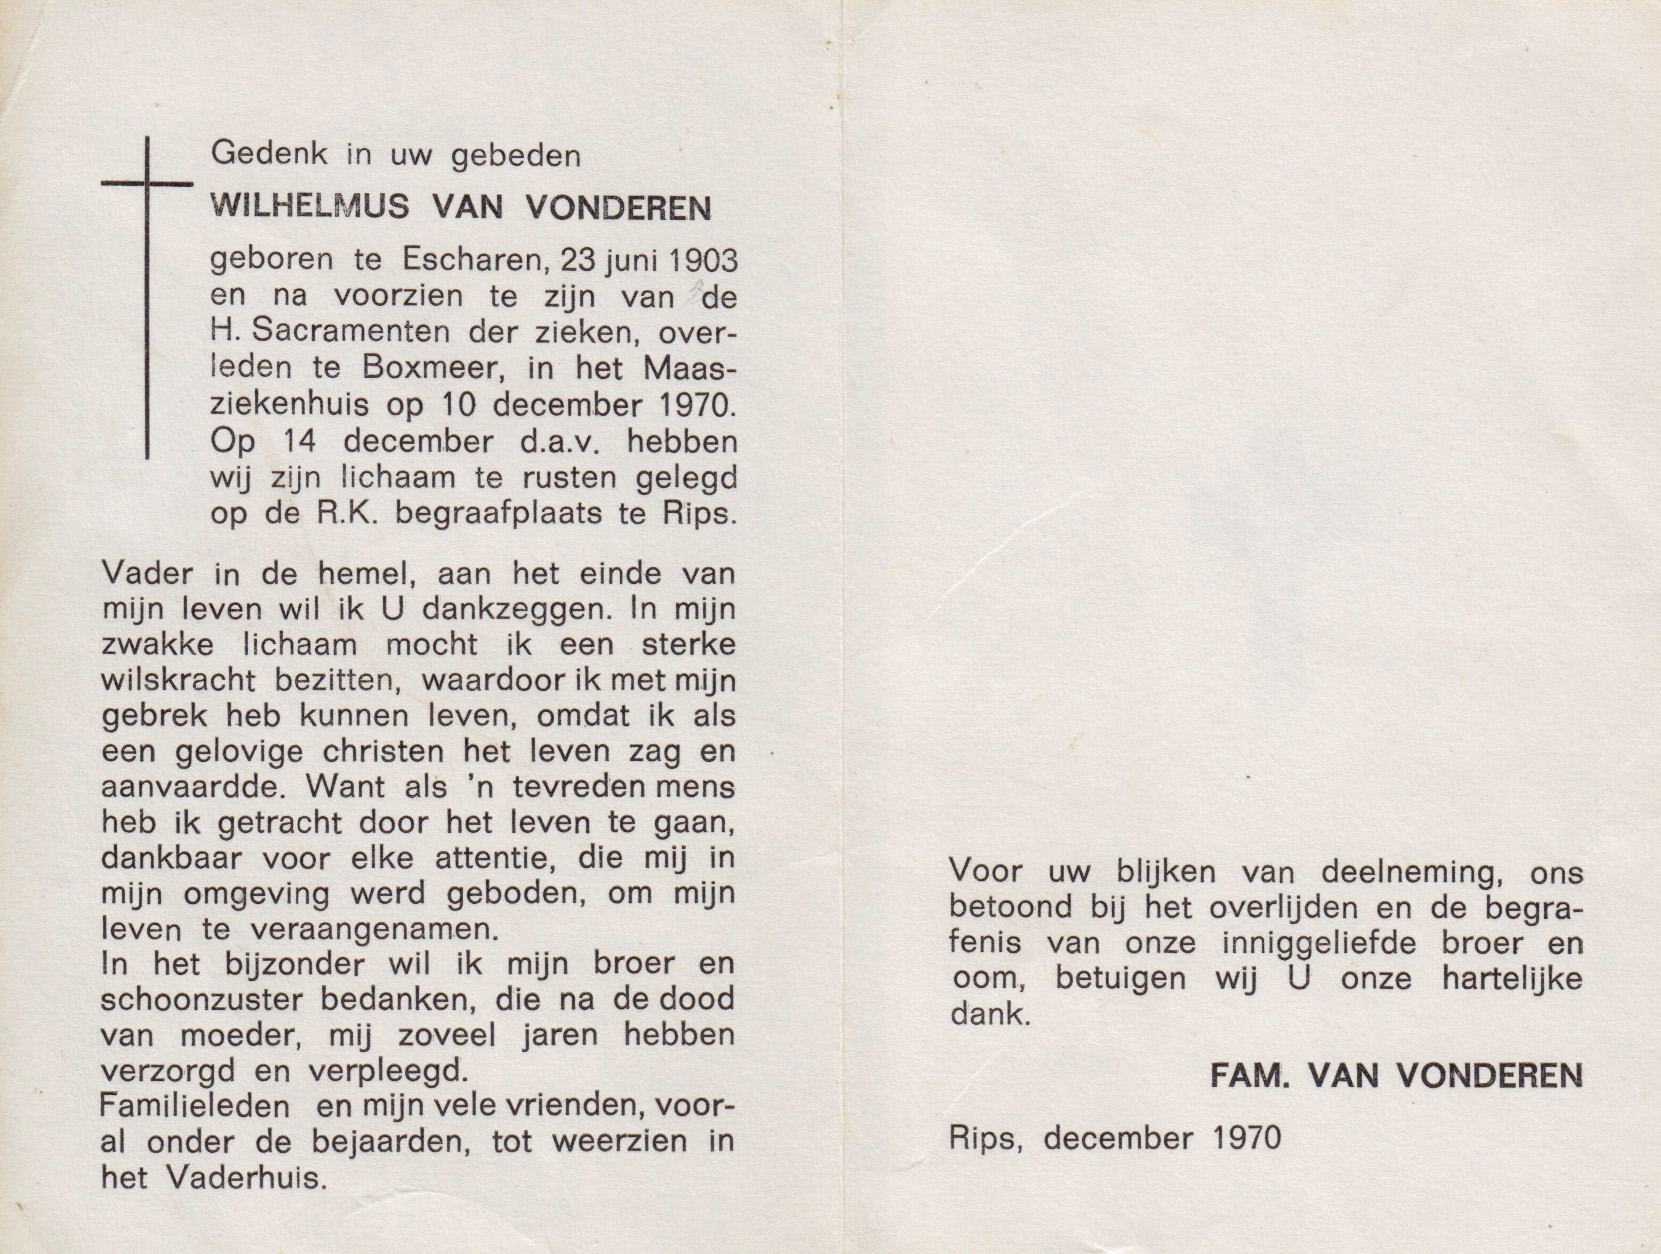 Gedenk in uw gebeden
WILHELMUS VAN VONDEREN
geboren te Escharen, 23 juni 1903
en na voorzien te zijn van de
H. Sacramenten der zieken, over-
leden te Boxmeer, in het Maas-
ziekenhuis op 10 december 1970.
Op 14 december d.a.v. hebben
wij zijn lichaam te rusten gelegd
op de R.K. begraafplaats te Rips.
Vader in de hemel, aan het einde van
mijn leven wil ik U dankzeggen. In mijn
zwakke lichaam mocht ik een sterke
wilskracht bezitten, waardoor ik met mijn
gebrek heb kunnen leven, omdat ik als
een gelovige christen het leven zag en
aanvaardde. Want als 'n tevreden mens
heb ik getracht door het leven te gaan,
dankbaar voor elke attentie, die mij in
mijn omgeving werd geboden, om mijn
leven te veraangenamen.
In het bijzonder wil ik mijn broer en
schoonzuster bedanken, die na de dood
van moeder, mij zoveel jaren hebben
verzorgd en verpleegd.
Familieleden en mijn vele vrienden, voor-
al onder de bejaarden, tot weerzien in
het Vaderhuis.
Voor uw blijken van deelneming, ons
betoond bij het overlijden en de begra-
fenis van onze inniggeliefde broer en
oom, betuigen wij U onze hartelijke
dank.
FAM. VAN VONDEREN
Rips, december 1970